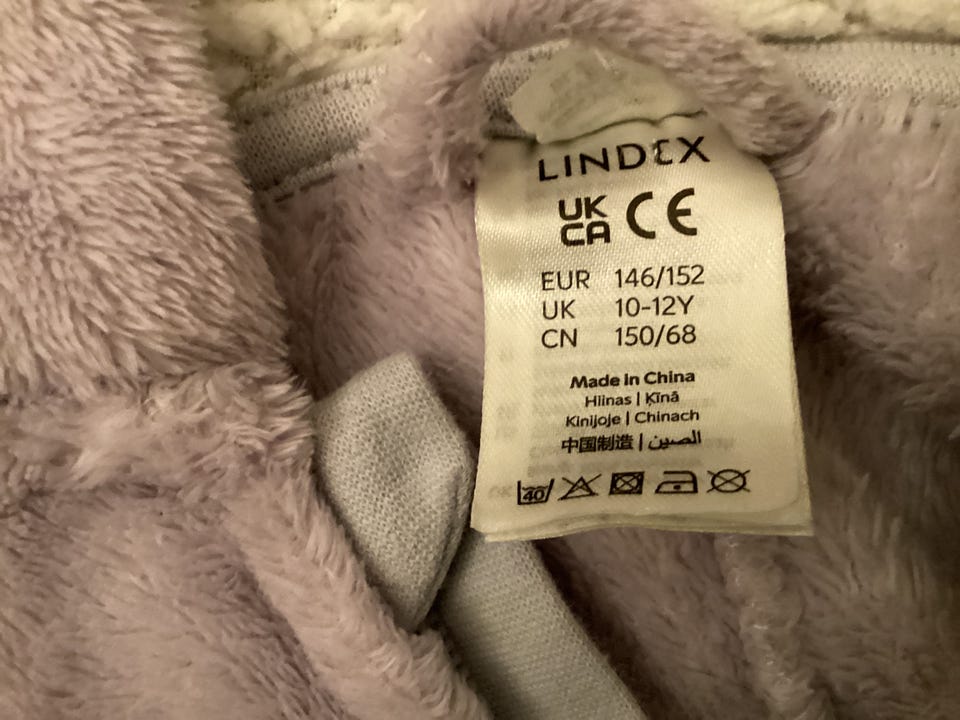 LINDEX
UK CA CE
EUR 146/152
UK 10-12Y
CN 150/68
Made in China
Hiinas | Ķīnā
Kinijoje | Chinach
中国制造 | الصين
40